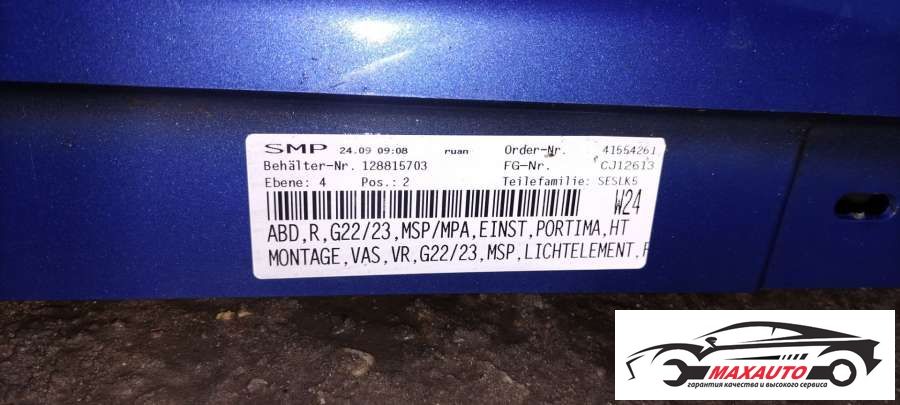 SMP 24.09 09:08 ruan Order-Nr. 41554261
Behälter-Nr. 128815703 FG-Nr. CJ12613
Ebene: 4 Pos.: 2 Teilefamilie: SESLK5
W24
ABD,R,G22/23,MSP/MPA,EINST,PORTIMA,HT
MONTAGE,VAS,VR,G22/23,MSP,LICHTELEMENT,F
MAXAUTO
гарантия качества и высокого сервиса